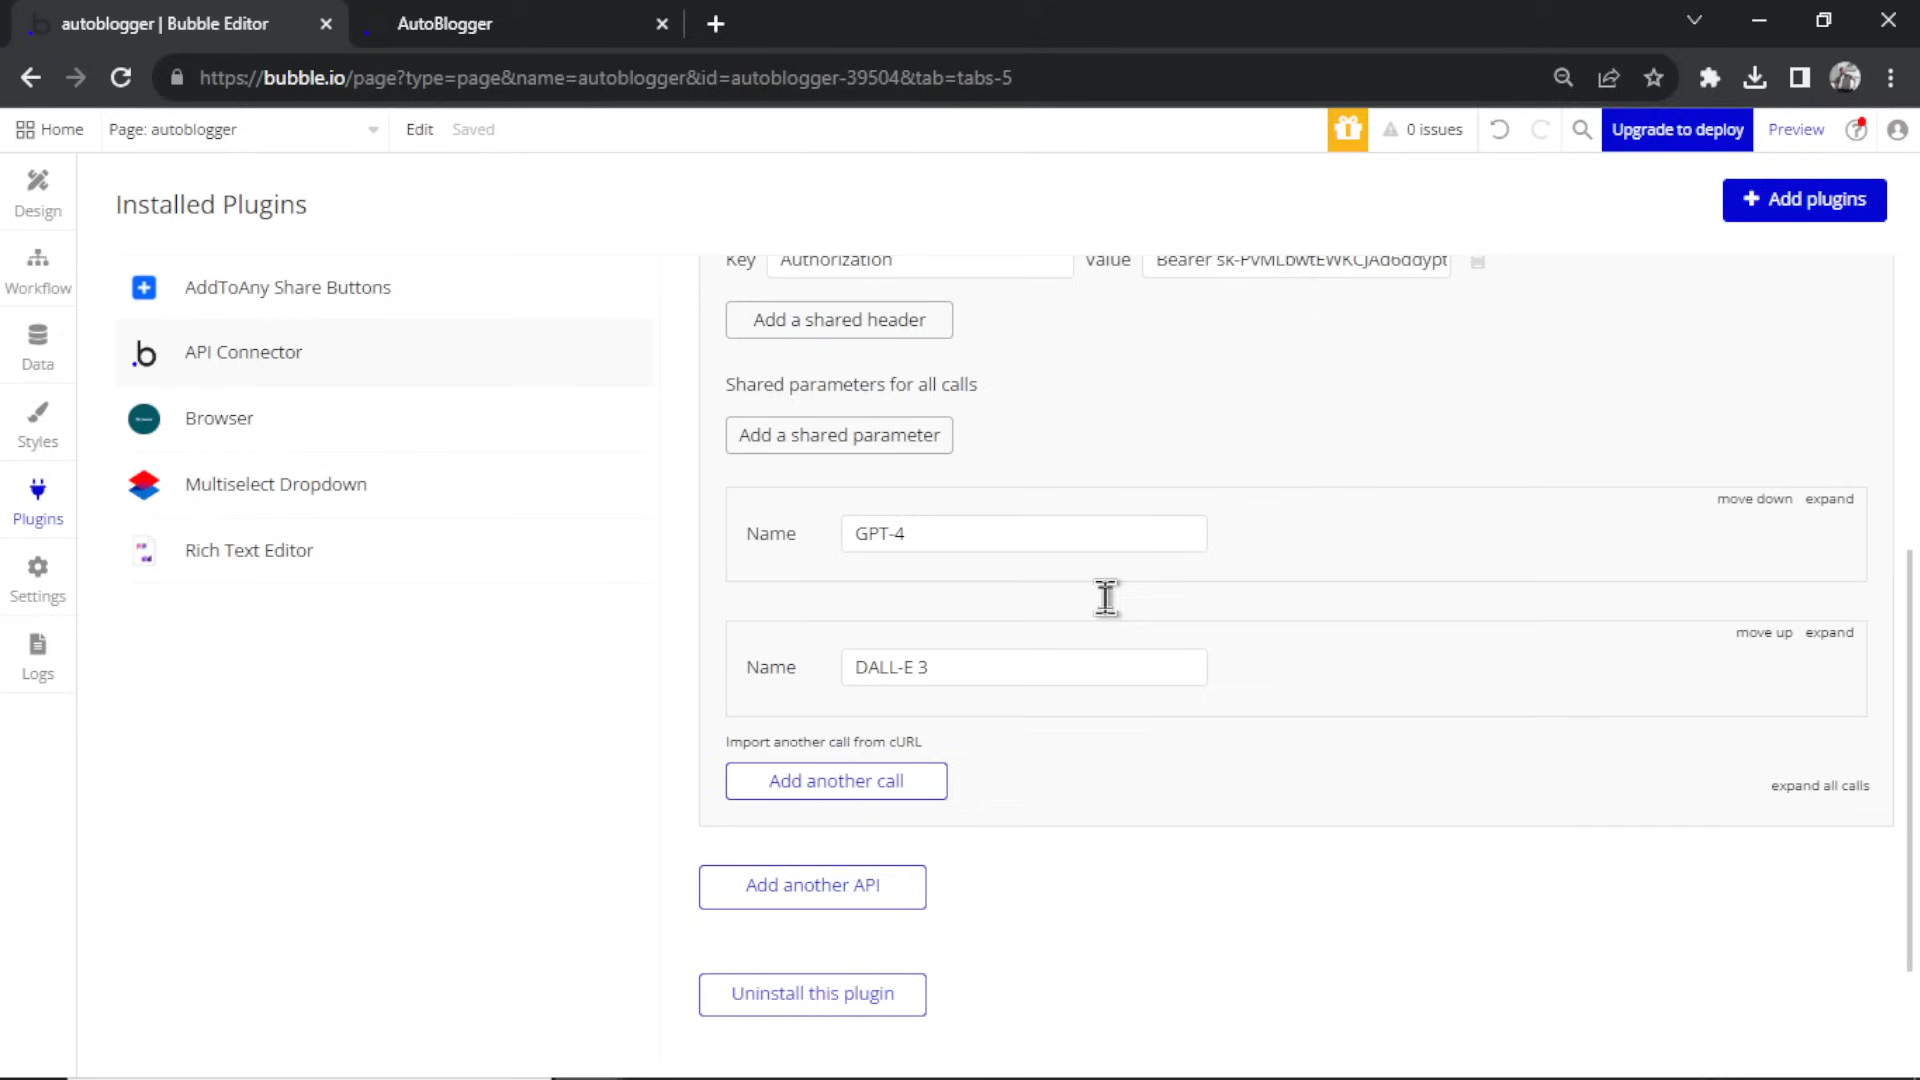 autoblogger | Bubble Editor
AutoBlogger
https://bubble.io/page?type=page&name=autoblogger&id=autoblogger-39504&tab=tabs-5
Home
Page: autoblogger
Edit
Saved
0 issues
Upgrade to deploy
Preview
Design
Workflow
Data
Styles
Plugins
Settings
Logs
Installed Plugins
Add plugins
AddToAny Share Buttons
API Connector
Browser
Multiselect Dropdown
Rich Text Editor
Key Authorization Value Bearer
Add a shared header
Shared parameters for all calls
Add a shared parameter
move down expand
Name GPT-4
move up expand
Name DALL-E 3
Import another call from cURL
Add another call
expand all calls
Add another API
Uninstall this plugin